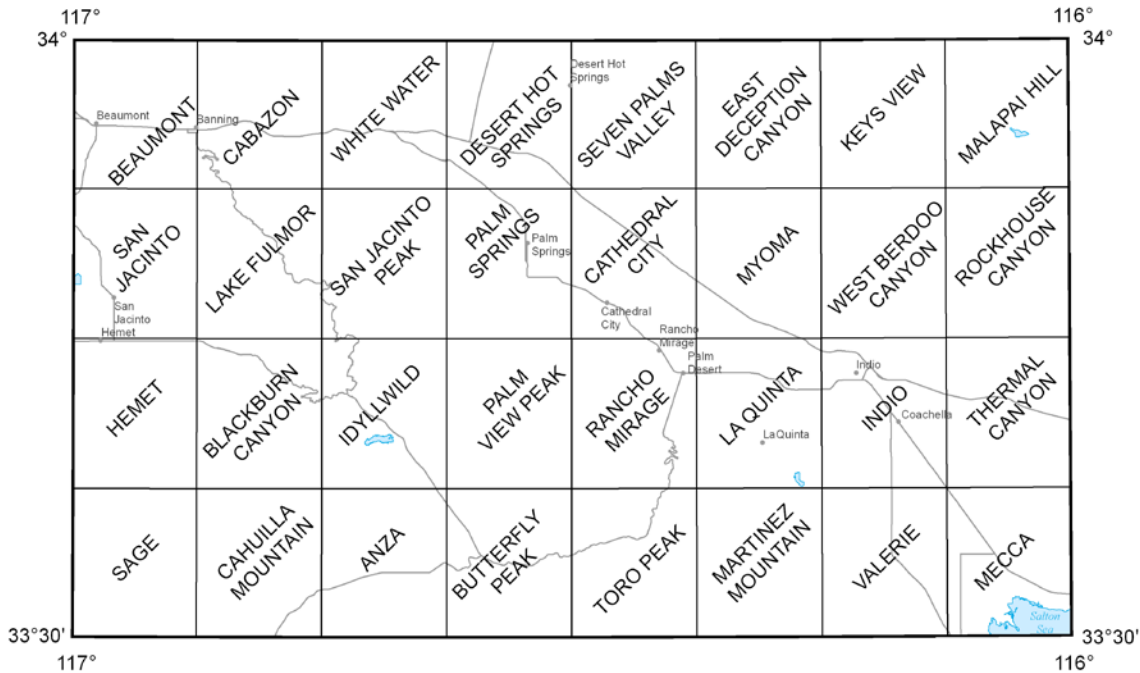 117°
116°
34°
34°
Desert Hot
Springs
Beaumont
Banning
BEAUMONT
CABAZON
WHITE WATER
DESERT HOT
SPRINGS
SEVEN PALMS
VALLEY
EAST
DECEPTION
CANYON
KEYS VIEW
MALAPAI HILL
SAN
JACINTO
LAKE FULMOR
SAN JACINTO
PEAK
PALM
SPRINGS
Palm
Springs
CATHEDRAL
CITY
MYOMA
WEST BERDOO
CANYON
ROCKHOUSE
CANYON
San
Jacinto
Hemet
Cathedral
City
Rancho
Mirage
Palm
Desert
Indio
HEMET
BLACKBURN
CANYON
IDYLLWILD
PALM
VIEW PEAK
RANCHO
MIRAGE
LA QUINTA
LaQuinta
INDIO
Coachella
THERMAL
CANYON
SAGE
CAHUILLA
MOUNTAIN
ANZA
BUTTERFLY
PEAK
TORO PEAK
MARTINEZ
MOUNTAIN
VALERIE
MECCA
Salton
Sea
33°30'
33°30'
117°
116°